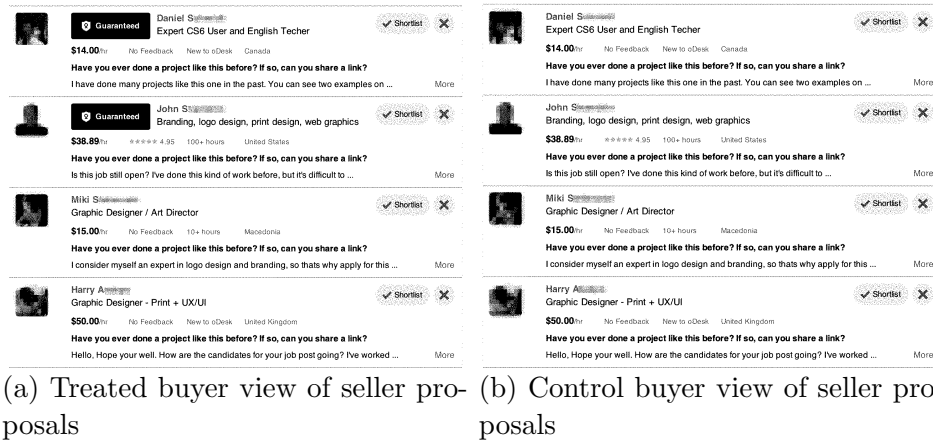 Guaranteed
Daniel S
Expert CS6 User and English Techer
Shortlist
$14.00/hr No Feedback New to oDesk Canada
Have you ever done a project like this before? If so, can you share a link?
I have done many projects like this one in the past. You can see two examples on ... More
Guaranteed
John S
Branding, logo design, print design, web graphics
Shortlist
$38.89/hr ★★★★★ 4.95 100+ hours United States
Have you ever done a project like this before? If so, can you share a link?
Is this job still open? I've done this kind of work before, but it's difficult to ... More
Miki S
Graphic Designer / Art Director
Shortlist
$15.00/hr No Feedback 10+ hours Macedonia
Have you ever done a project like this before? If so, can you share a link?
I consider myself an expert in logo design and branding, so thats why apply for this ... More
Harry A
Graphic Designer - Print + UX/UI
Shortlist
$50.00/hr No Feedback New to oDesk United Kingdom
Have you ever done a project like this before? If so, can you share a link?
Hello, Hope your well. How are the candidates for your job post going? I've worked ... More
(a) Treated buyer view of seller pro-
posals
Daniel S
Expert CS6 User and English Techer
Shortlist
$14.00/hr No Feedback New to oDesk Canada
Have you ever done a project like this before? If so, can you share a link?
I have done many projects like this one in the past. You can see two examples on ... More
John S
Branding, logo design, print design, web graphics
Shortlist
$38.89/hr ★★★★★ 4.95 100+ hours United States
Have you ever done a project like this before? If so, can you share a link?
Is this job still open? I've done this kind of work before, but it's difficult to ... More
Miki S
Graphic Designer / Art Director
Shortlist
$15.00/hr No Feedback 10+ hours Macedonia
Have you ever done a project like this before? If so, can you share a link?
I consider myself an expert in logo design and branding, so thats why apply for this ... More
Harry A
Graphic Designer - Print + UX/UI
Shortlist
$50.00/hr No Feedback New to oDesk United Kingdom
Have you ever done a project like this before? If so, can you share a link?
Hello, Hope your well. How are the candidates for your job post going? I've worked ... More
(b) Control buyer view of seller pro
posals